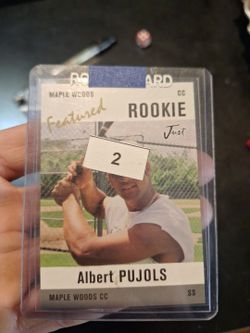 MAPLE WOODS CC
Featured ROOKIE
Just
2
Albert PUJOLS
MAPLE WOODS CC SS